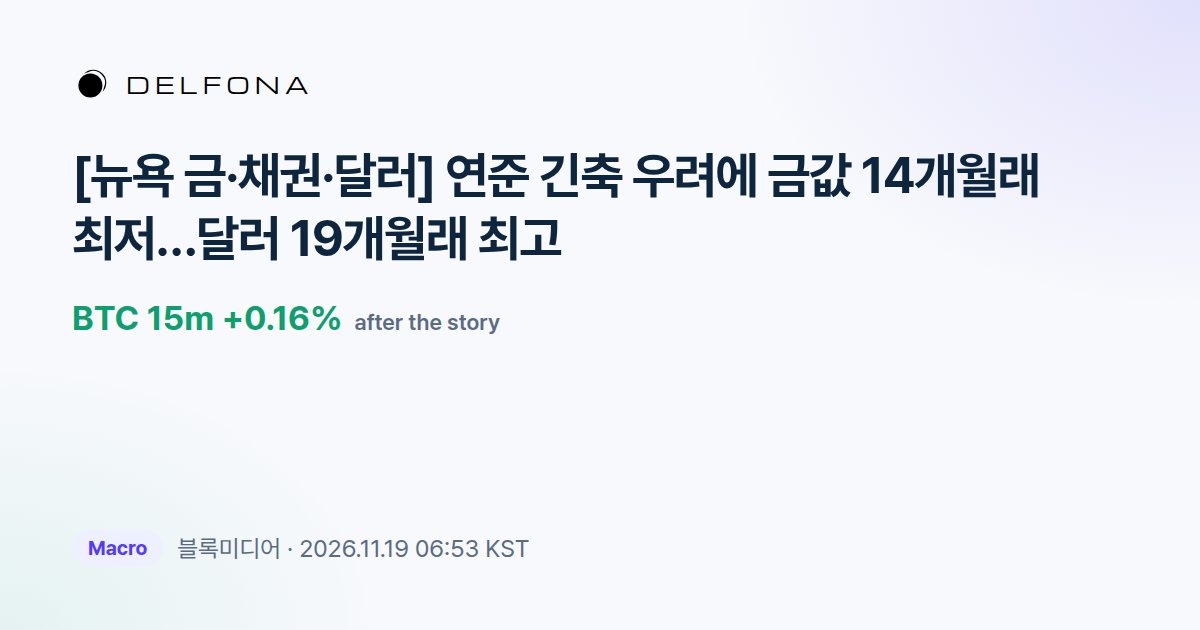 DELFONA
[뉴욕 금·채권·달러] 연준 긴축 우려에 금값 14개월래
최저...달러 19개월래 최고
BTC 15m +0.16% after the story
Macro 블록미디어 · 2026.11.19 06:53 KST